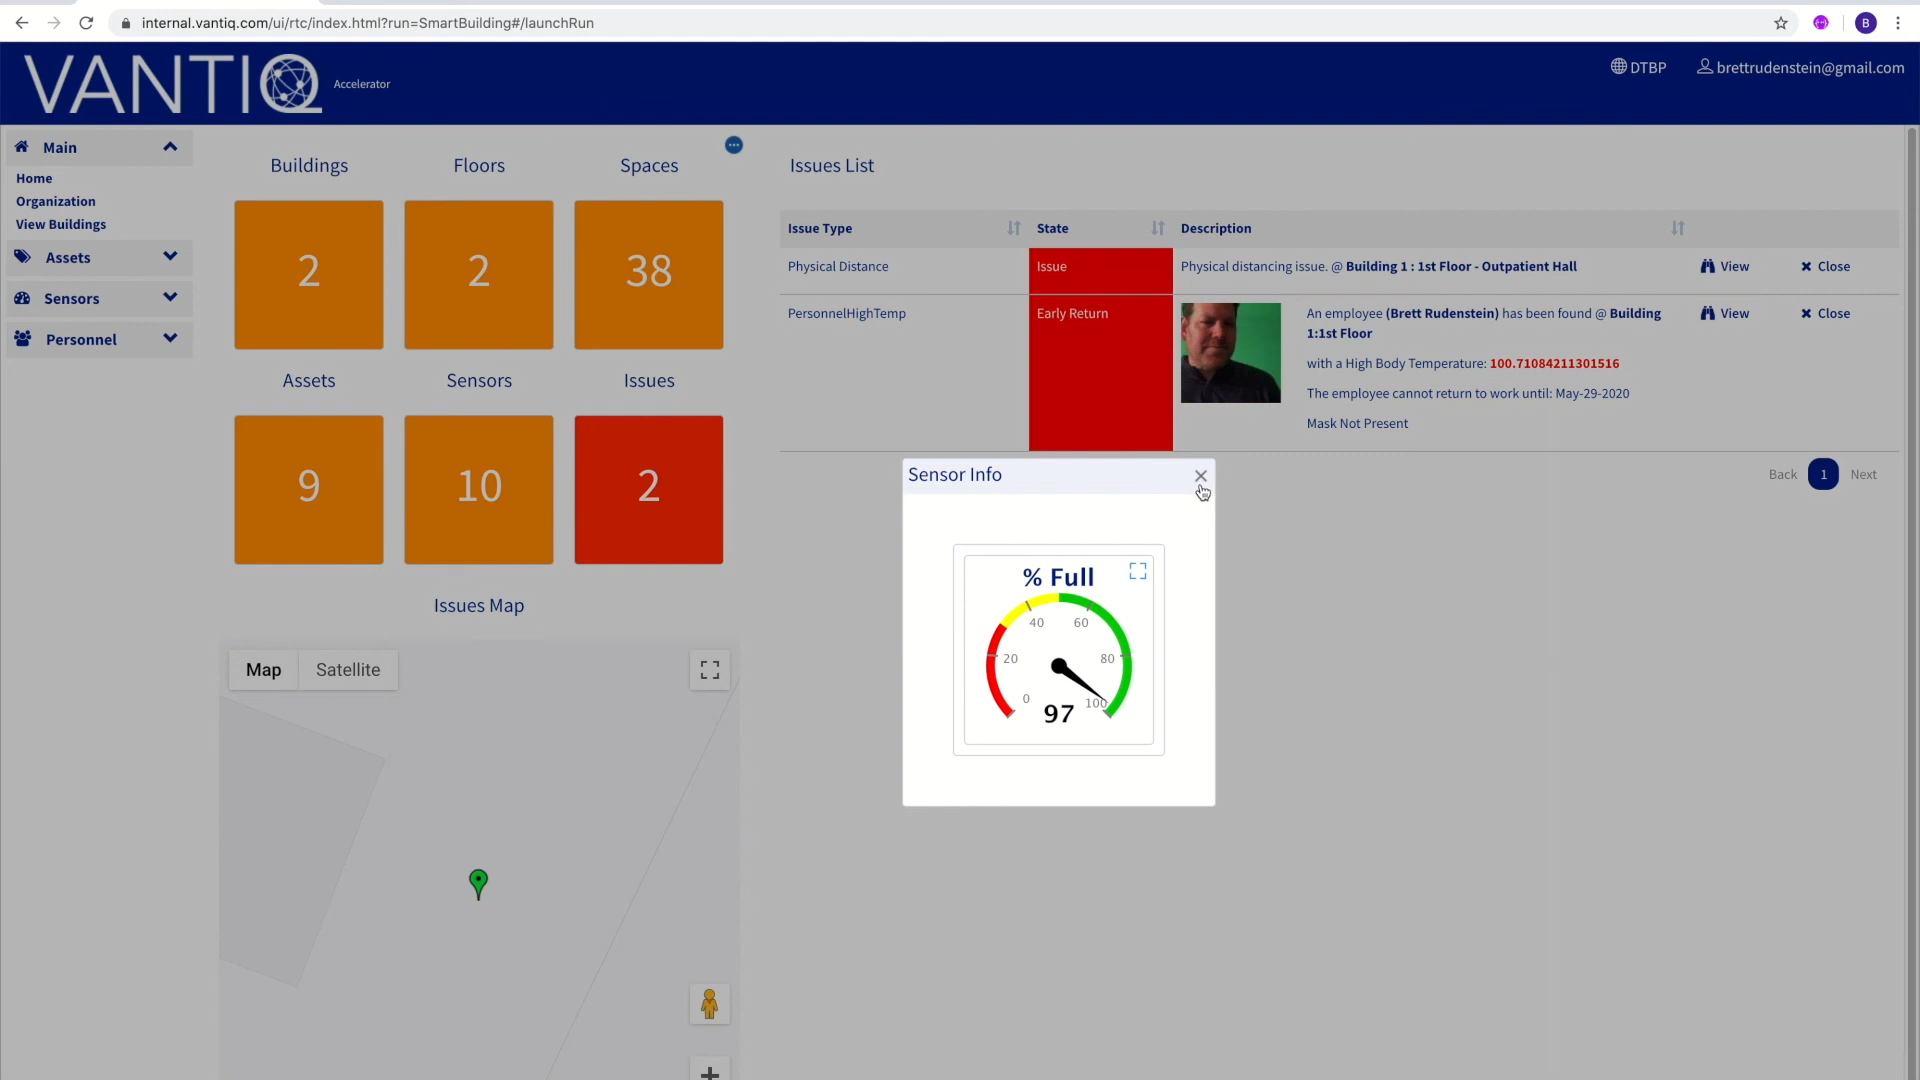 internal.vantiq.com/ui/rtc/index.html?run=SmartBuilding#/launchRun
B
VANTIQ Accelerator
DTBP
brettrudenstein@gmail.com
Main
Home
Organization
View Buildings
Assets
Sensors
Personnel
Buildings
Floors
Spaces
2
2
38
Assets
Sensors
Issues
9
10
2
Issues Map
Map
Satellite
Issues List
Issue Type
State
Description
Physical Distance
Issue
Physical distancing issue. @ Building 1 : 1st Floor - Outpatient Hall
View
Close
PersonnelHighTemp
Early Return
An employee (Brett Rudenstein) has been found @ Building
1:1st Floor
with a High Body Temperature: 100.71084211301516
The employee cannot return to work until: May-29-2020
Mask Not Present
View
Close
Back
1
Next
Sensor Info
% Full
0
20
40
60
80
100
97